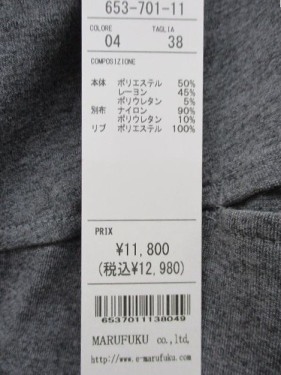 653-701-11
COLORE TAGLIA
04 38
COMPOSIZIONE
本体 ポリエステル 50%
レーヨン 45%
ポリウレタン 5%
別布 ナイロン 90%
ポリウレタン 10%
リブ ポリエステル 100%
PRIX
¥11,800
(税込¥12,980)
6537011138049
MARUFUKU co.,ltd.
http://www.e-marufuku.com/